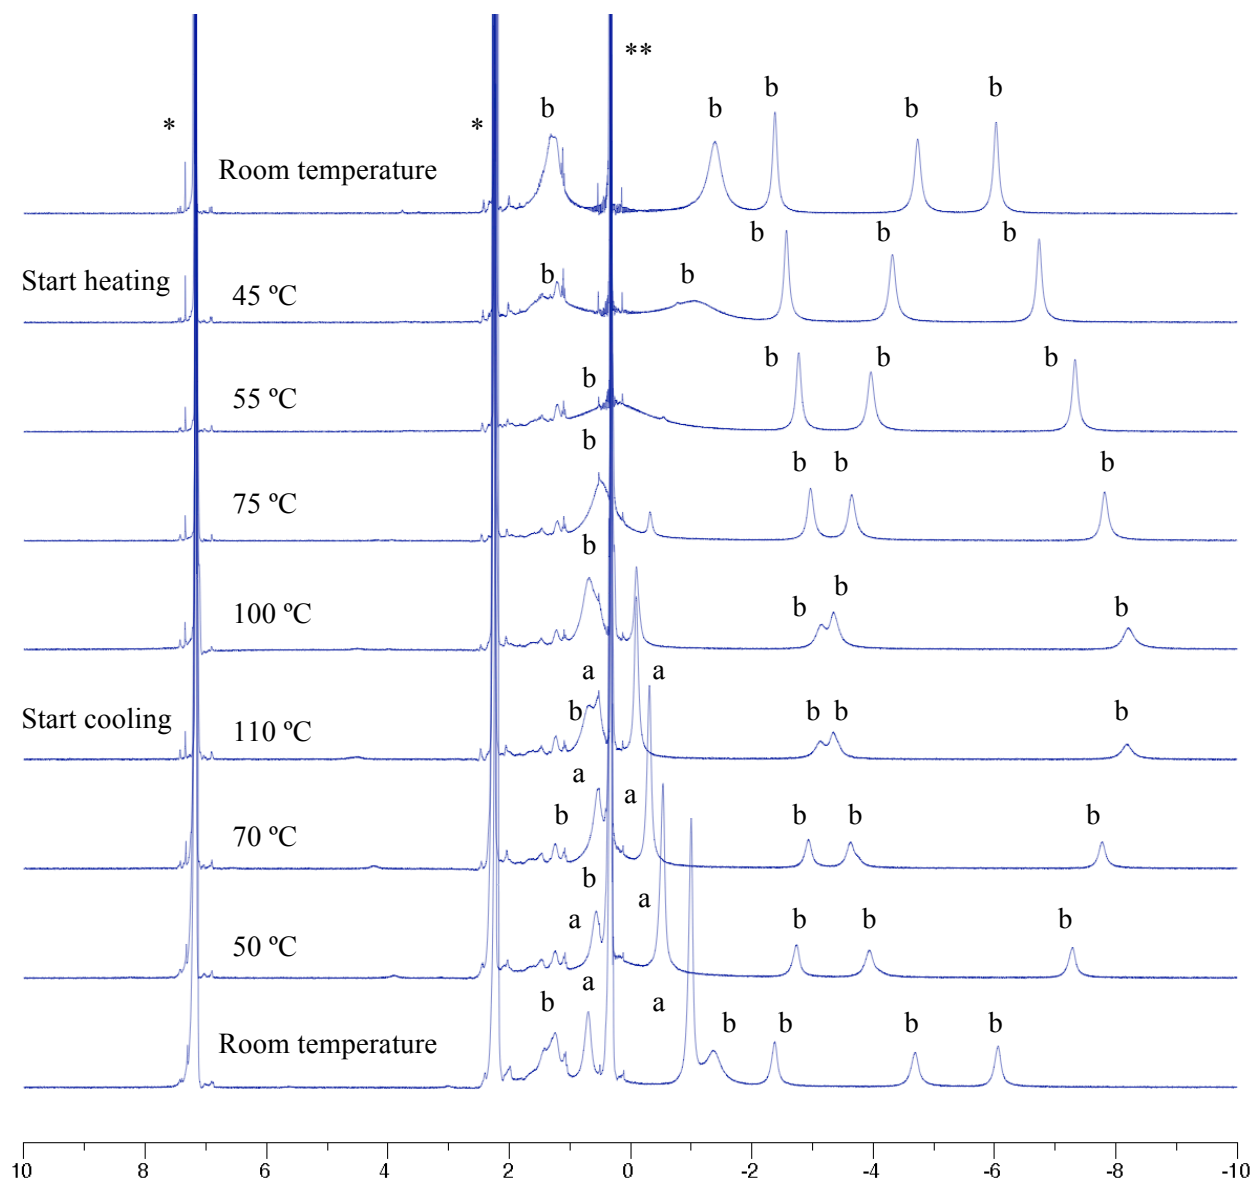 **
b b b b b
* * Room temperature
b b b
Start heating 45 ºC b b
b b b b
55 ºC
b
b b b
75 ºC
b
b b b
100 ºC
a a
Start cooling 110 ºC b b b b
a a
70 ºC b b b b
b a
50 ºC a b b b
a
b a b b b b
Room temperature
10 8 6 4 2 0 -2 -4 -6 -8 -10